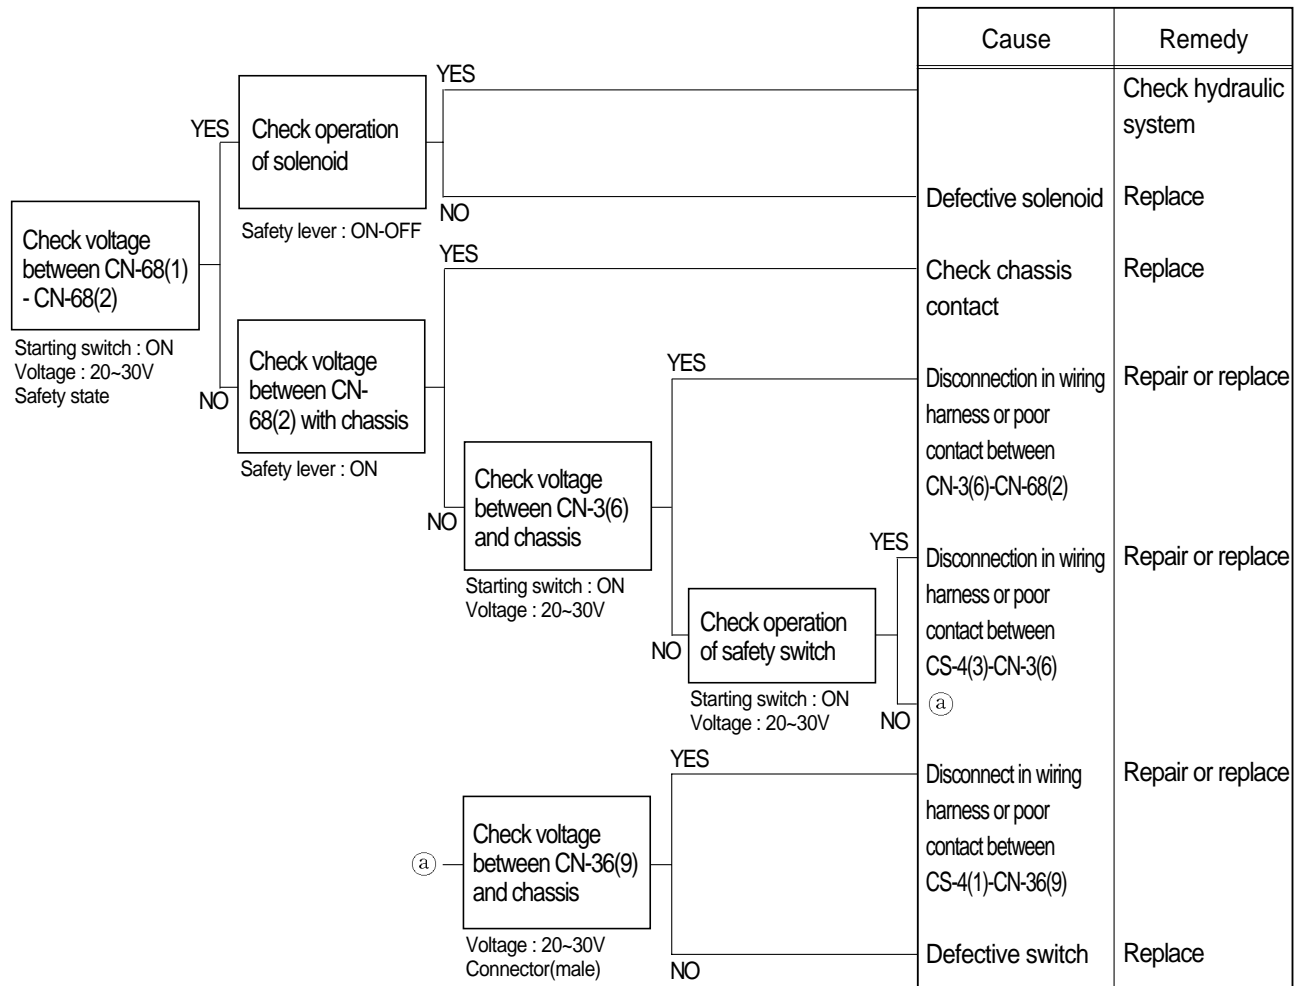 Cause
Remedy
YES
Check hydraulic
system
YES
Check operation
of solenoid
NO
Defective solenoid
Replace
Safety lever : ON-OFF
Check voltage
between CN-68(1)
- CN-68(2)
Starting switch : ON
Voltage : 20~30V
Safety state
YES
Check chassis
contact
Replace
NO
Check voltage
between CN-
68(2) with chassis
Safety lever : ON
YES
Disconnection in wiring
harness or poor
contact between
CN-3(6)-CN-68(2)
Repair or replace
NO
Check voltage
between CN-3(6)
and chassis
Starting switch : ON
Voltage : 20~30V
YES
Disconnection in wiring
harness or poor
contact between
CS-4(3)-CN-3(6)
Repair or replace
NO
Check operation
of safety switch
Starting switch : ON
Voltage : 20~30V
NO
ⓐ
YES
Disconnect in wiring
harness or poor
contact between
CS-4(1)-CN-36(9)
Repair or replace
ⓐ
Check voltage
between CN-36(9)
and chassis
Voltage : 20~30V
Connector(male)
NO
Defective switch
Replace